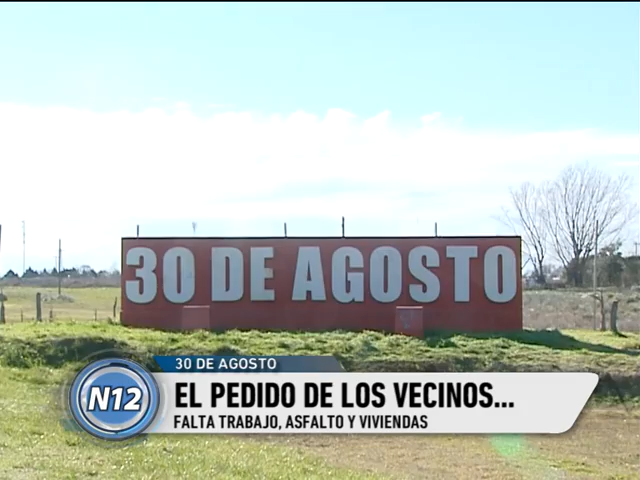 30 DE AGOSTO
30 DE AGOSTO
N12
EL PEDIDO DE LOS VECINOS...
FALTA TRABAJO, ASFALTO Y VIVIENDAS